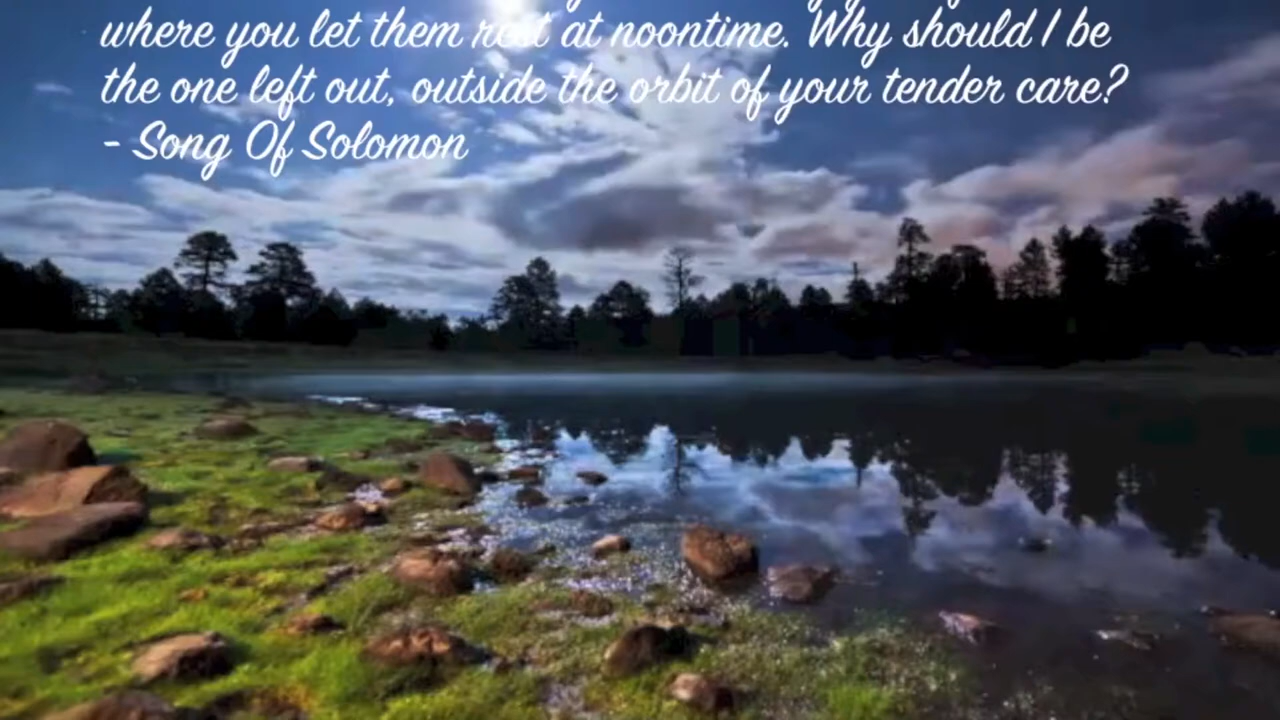 where you let them rest at noontime. Why should I be
the one left out, outside the orbit of your tender care?
- Song Of Solomon